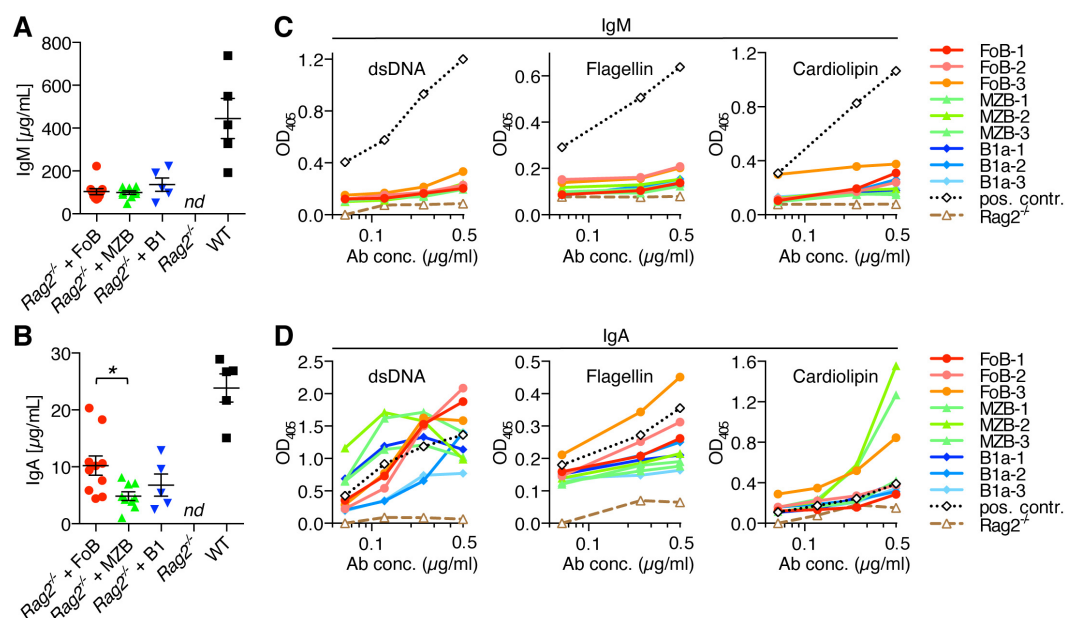 A
IgM [µg/mL]
800
600
400
200
0
nd
Rag2-/- + FoB
Rag2-/- + MZB
Rag2-/- + B1
Rag2-/-
WT
C
IgM
dsDNA
OD405
1.2
0.8
0.4
0.0
0.1
0.5
Ab conc. (µg/ml)
Flagellin
OD405
0.6
0.4
0.2
0.0
0.1
0.5
Ab conc. (µg/ml)
Cardiolipin
OD405
1.2
0.8
0.4
0.0
0.1
0.5
Ab conc. (µg/ml)
FoB-1
FoB-2
FoB-3
MZB-1
MZB-2
MZB-3
B1a-1
B1a-2
B1a-3
pos. contr.
Rag2-/-
B
IgA [µg/mL]
30
20
10
0
*
nd
Rag2-/- + FoB
Rag2-/- + MZB
Rag2-/- + B1
Rag2-/-
WT
D
IgA
dsDNA
OD405
2.5
2.0
1.5
1.0
0.5
0.0
0.1
0.5
Ab conc. (µg/ml)
Flagellin
OD405
0.5
0.4
0.3
0.2
0.1
0.0
0.1
0.5
Ab conc. (µg/ml)
Cardiolipin
OD405
1.6
1.2
0.8
0.4
0.0
0.1
0.5
Ab conc. (µg/ml)
FoB-1
FoB-2
FoB-3
MZB-1
MZB-2
MZB-3
B1a-1
B1a-2
B1a-3
pos. contr.
Rag2-/-